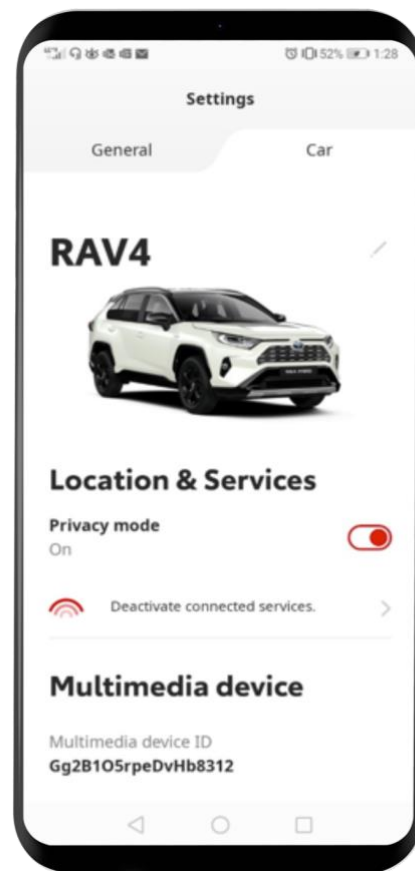 52% 1:28
Settings
General Car
RAV4
Location & Services
Privacy mode
On
Deactivate connected services.
Multimedia device
Multimedia device ID
Gg2B1O5rpeDvHb8312